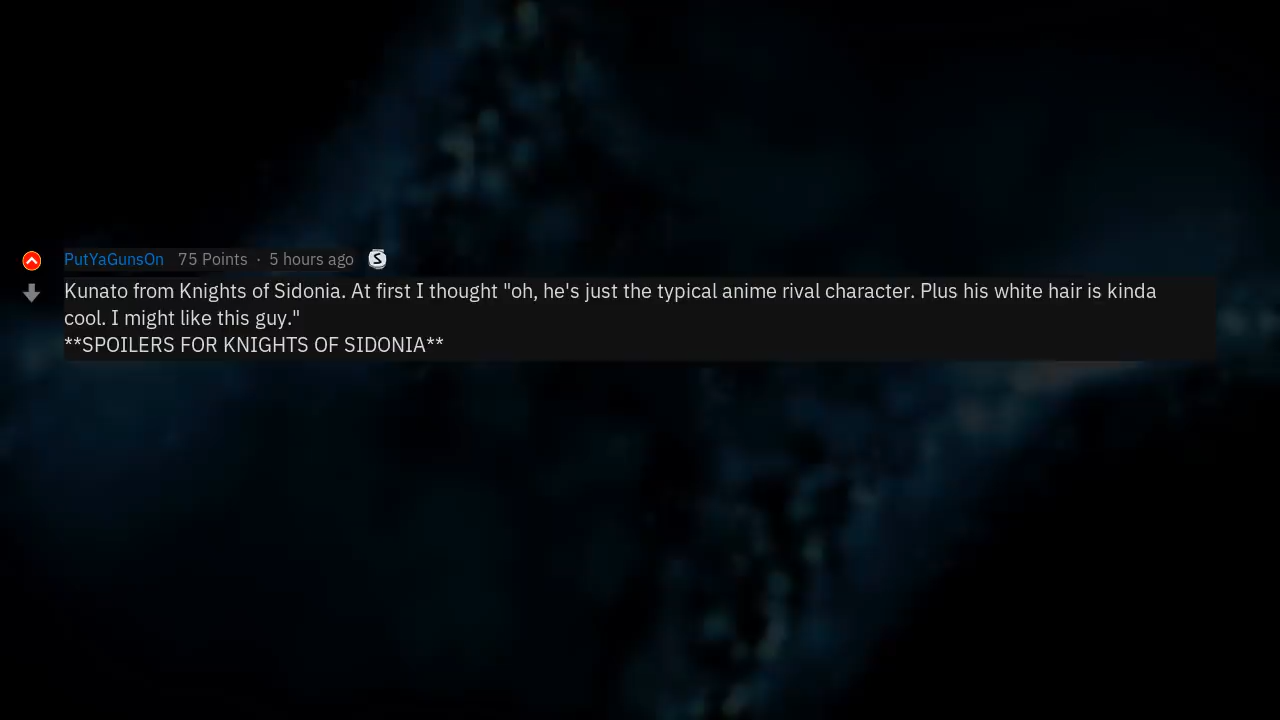 PutYaGunsOn 75 Points · 5 hours ago S
Kunato from Knights of Sidonia. At first I thought "oh, he's just the typical anime rival character. Plus his white hair is kinda
cool. I might like this guy."
**SPOILERS FOR KNIGHTS OF SIDONIA**